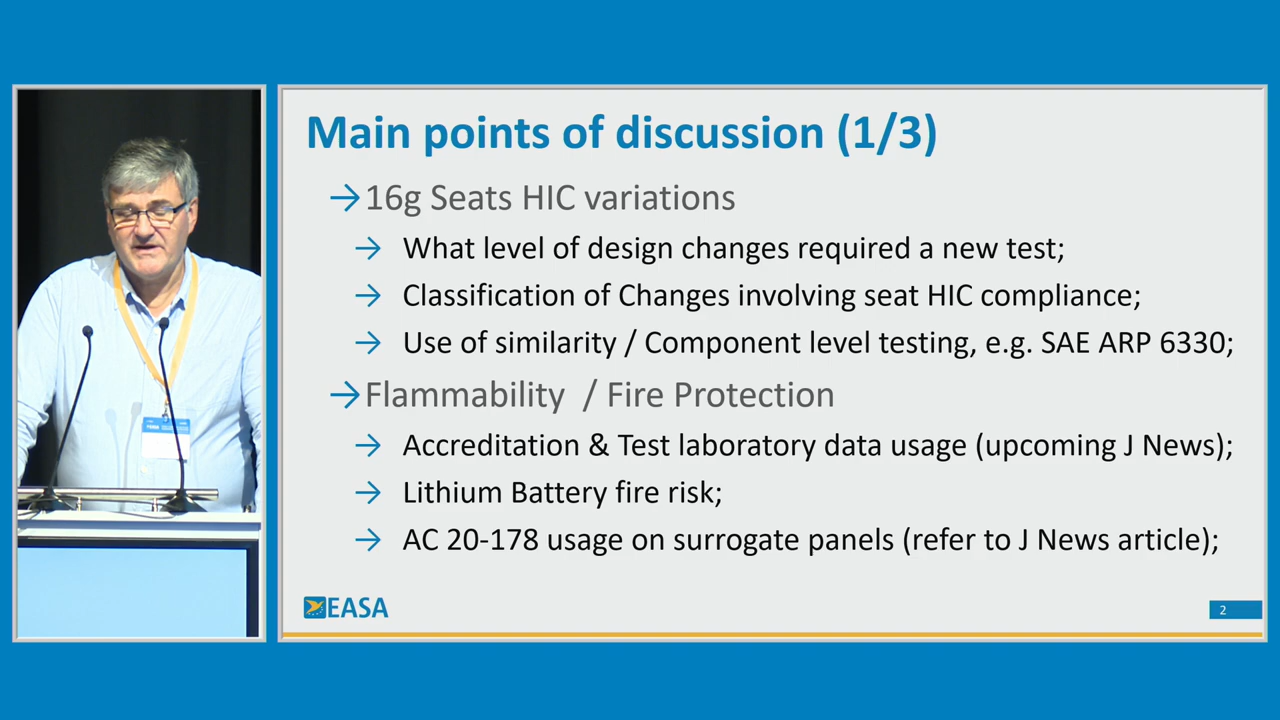 Main points of discussion (1/3)
→16g Seats HIC variations
→ What level of design changes required a new test;
→ Classification of Changes involving seat HIC compliance;
→ Use of similarity / Component level testing, e.g. SAE ARP 6330;
→Flammability / Fire Protection
→ Accreditation & Test laboratory data usage (upcoming J News);
→ Lithium Battery fire risk;
→ AC 20-178 usage on surrogate panels (refer to J News article);
EASA
2